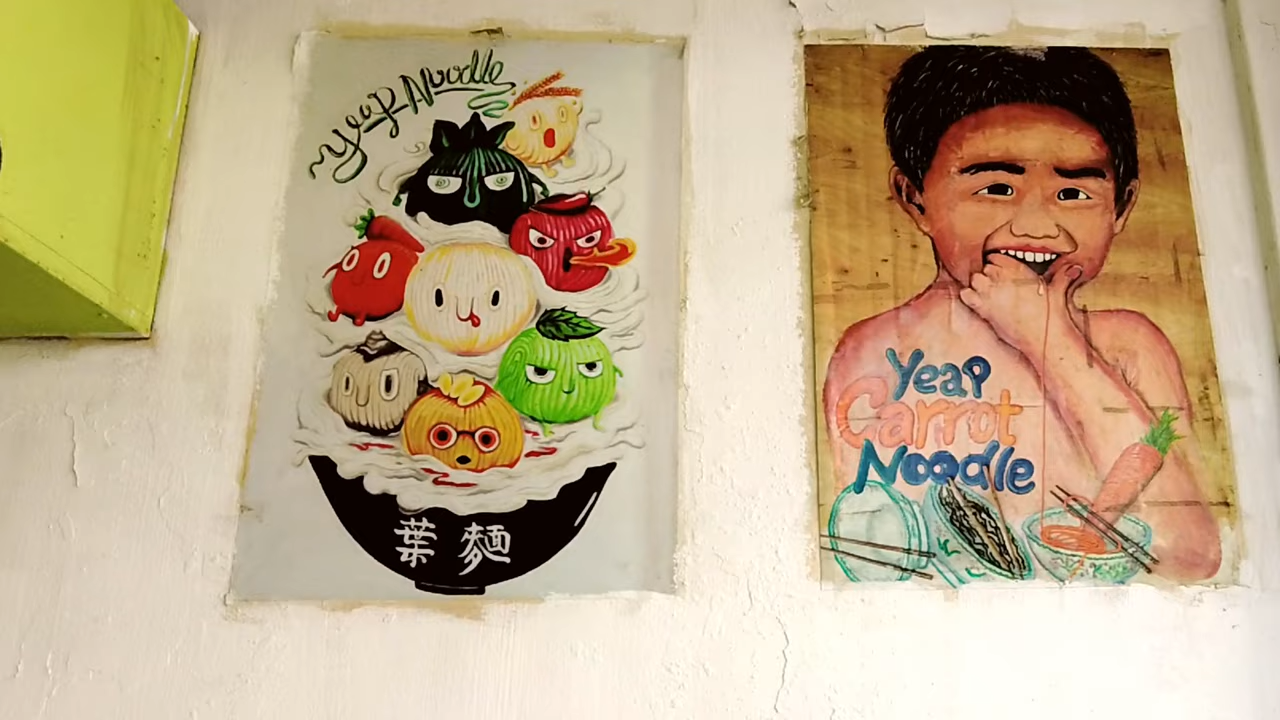 Yeap Noodle
葉 麵
Yeap
Carrot
Noodle